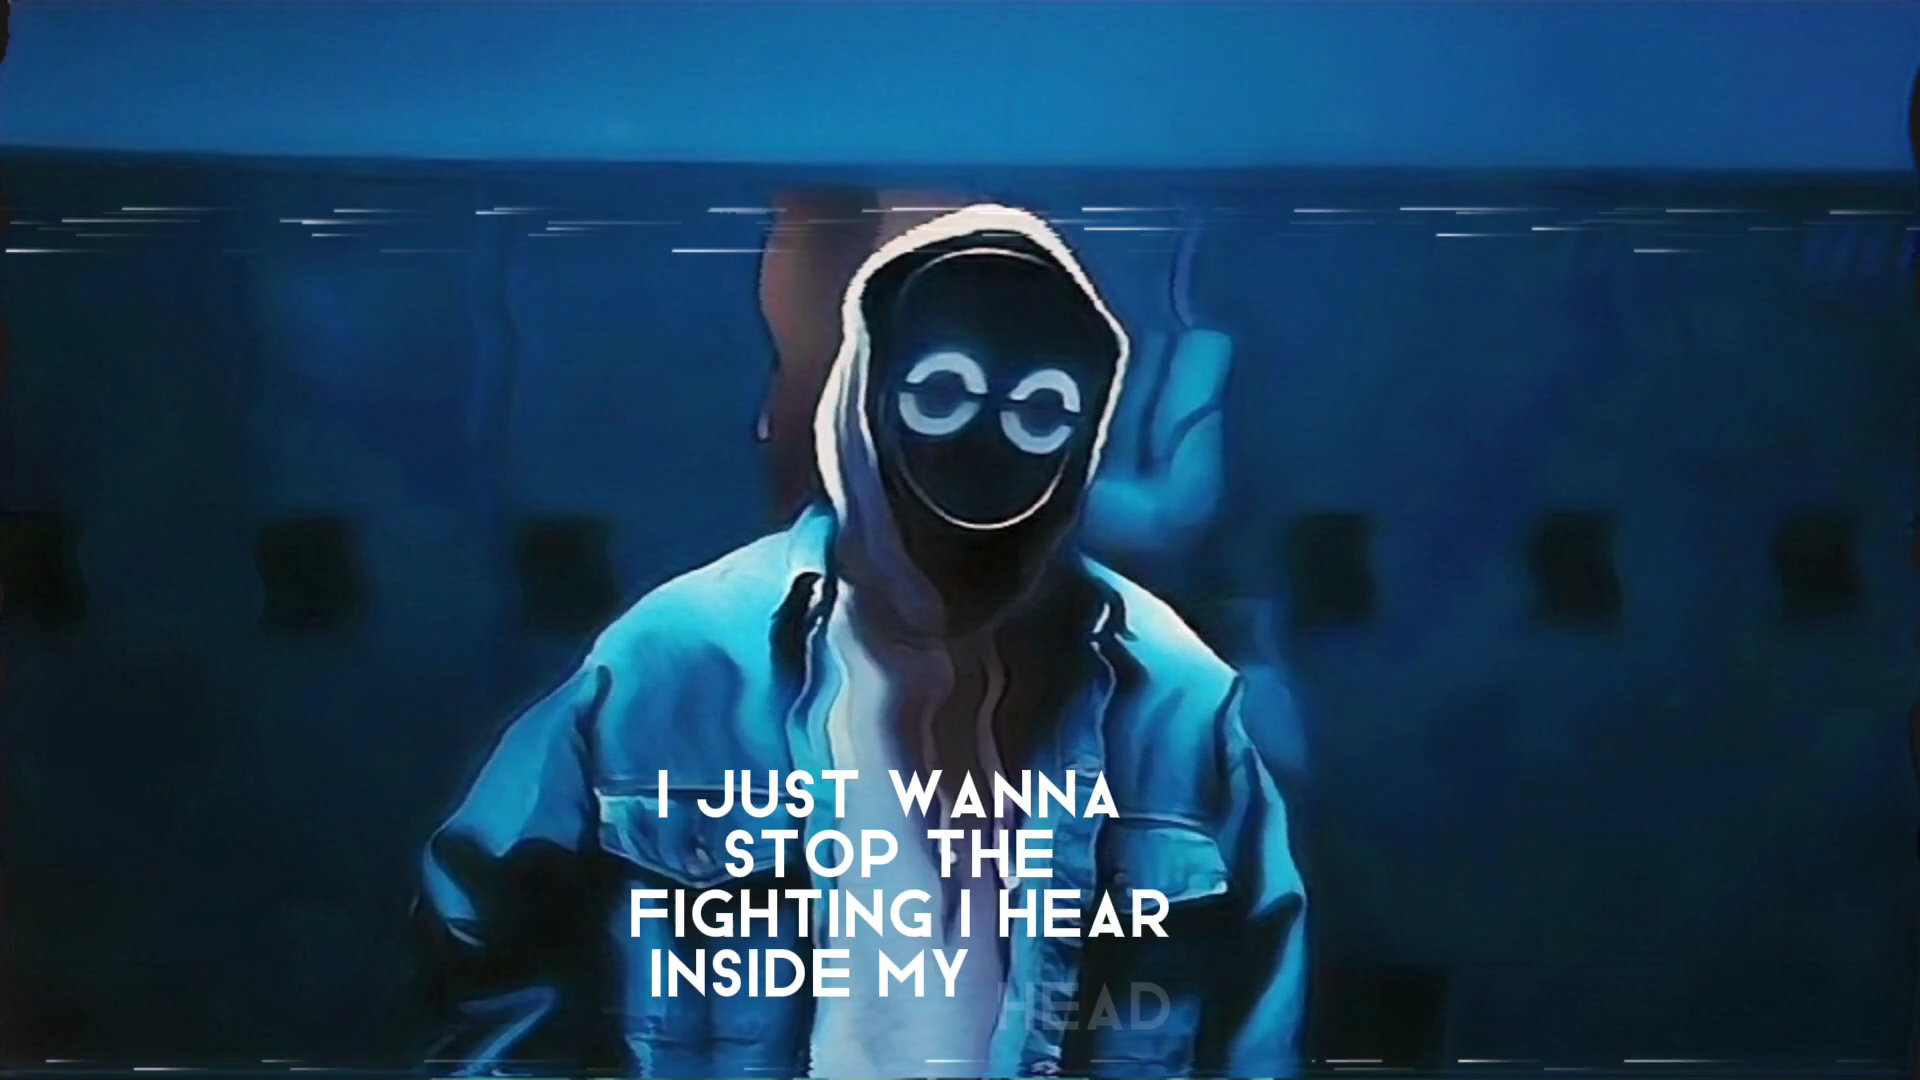 I JUST WANNA
STOP THE
FIGHTING I HEAR
INSIDE MY
HEAD